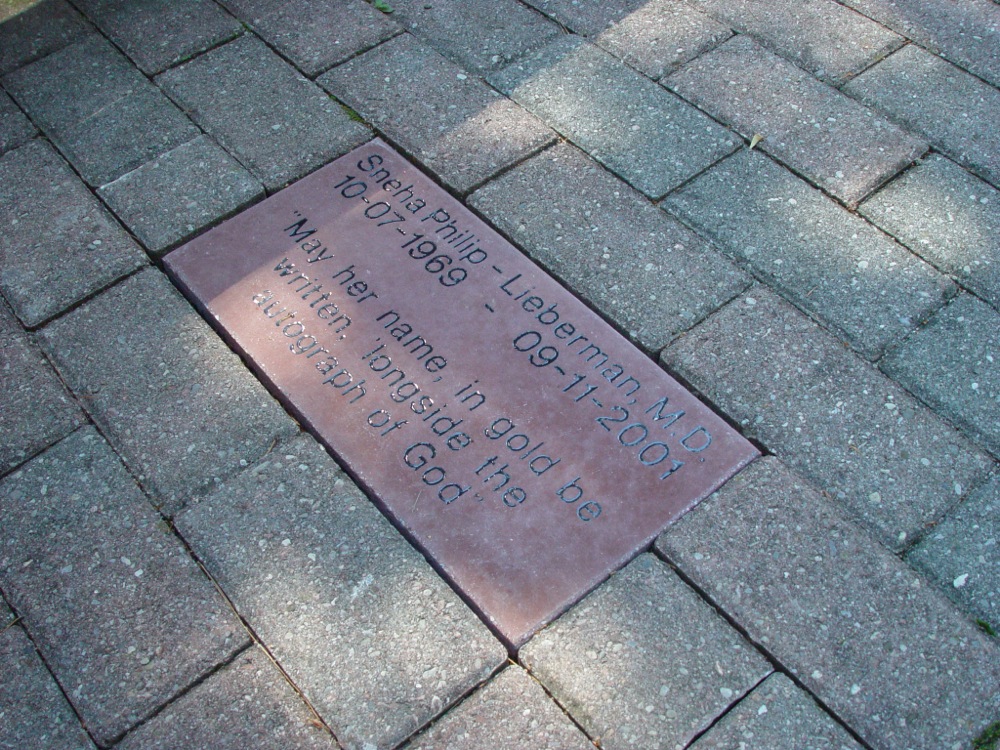 Sneha Philip - Lieberman, M.D.
10-07-1969 - 09-11-2001
"May her name, in gold be
written, 'longside the
autograph of God"